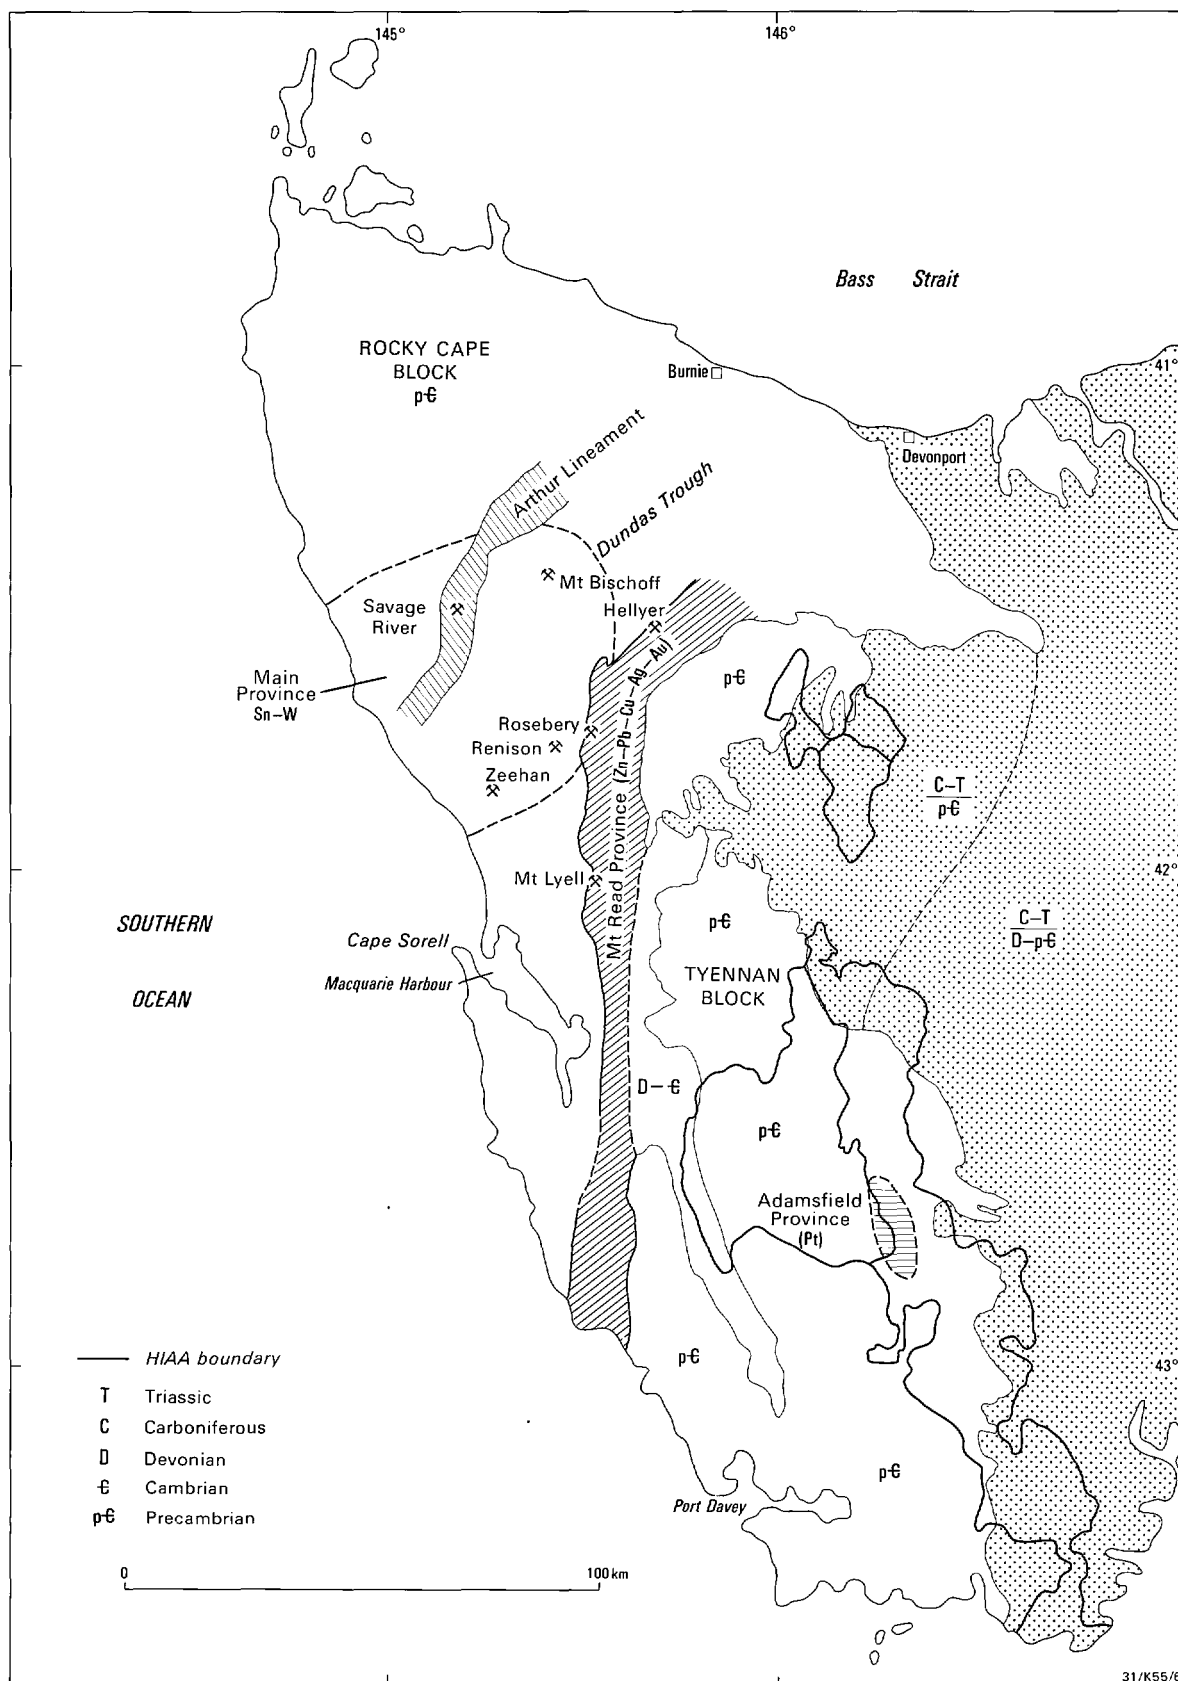 145°
146°
Bass Strait
ROCKY CAPE
BLOCK
p-Є
41°
Burnie
Devonport
Arthur Lineament
Dundas Trough
Mt Bischoff
Savage
River
Hellyer
Main
Province
Sn–W
p-Є
Rosebery
Renison
Zeehan
Mt Read Province (Zn–Pb–Cu–Ag–Au)
C–T
p-Є
42°
Mt Lyell
SOUTHERN
OCEAN
Cape Sorell
Macquarie Harbour
p-Є
TYENNAN
BLOCK
C–T
D–p-Є
D–Є
p-Є
Adamsfield
Province
(Pt)
p-Є
43°
HIAA boundary
T Triassic
C Carboniferous
D Devonian
Є Cambrian
p-Є Precambrian
p-Є
Port Davey
0 100 km
31/K55/6